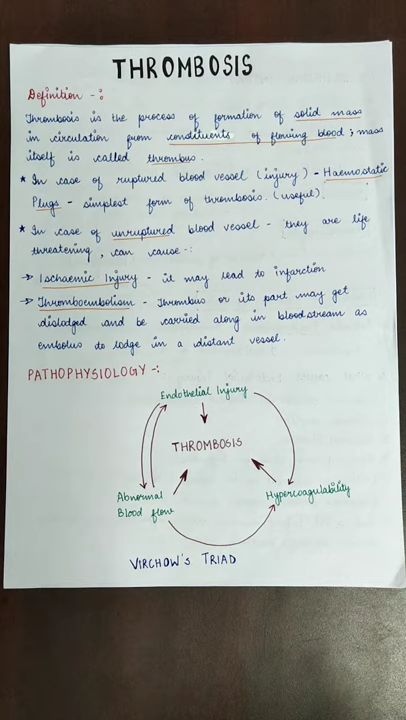 THROMBOSIS
Definition -:
Thrombosis is the process of formation of solid mass
in circulation from constituents of flowing blood ; mass
itself is called thrombus.
★ In case of ruptured blood vessel (injury) - Haemostatic
Plugs - simplest form of thrombosis. (useful)
★ In case of unruptured blood vessel - they are life
threatening, can cause -:
→ Ischaemic Injury - it may lead to infarction
→ Thromboembolism - Thrombus or its part may get
dislodged and be carried along in bloodstream as
embolus to lodge in a distant vessel.
PATHOPHYSIOLOGY -:
Endothelial Injury
THROMBOSIS
Abnormal
Blood flow
Hypercoagulability
VIRCHOW'S TRIAD